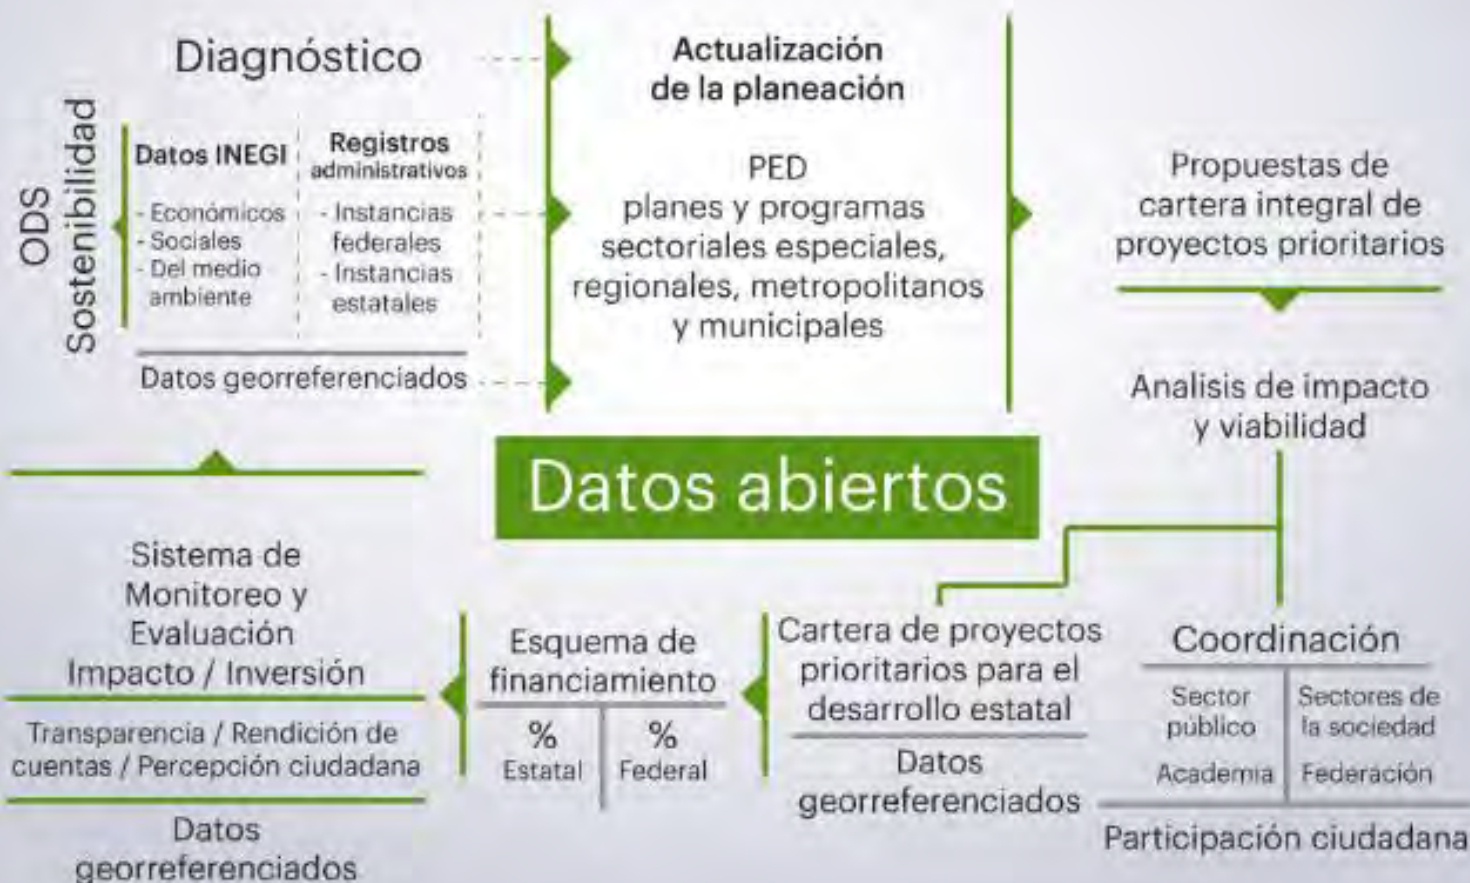 ODS
Sostenibilidad
Diagnóstico
Datos INEGI
- Económicos
- Sociales
- Del medio
ambiente
Registros
administrativos
- Instancias
federales
- Instancias
estatales
Datos georreferenciados
Actualización
de la planeación
PED
planes y programas
sectoriales especiales,
regionales, metropolitanos
y municipales
Propuestas de
cartera integral de
proyectos prioritarios
Analisis de impacto
y viabilidad
Datos abiertos
Coordinación
Sector
público
Sectores de
la sociedad
Academia
Federación
Participación ciudadana
Cartera de proyectos
prioritarios para el
desarrollo estatal
Datos
georreferenciados
Esquema de
financiamiento
%
Estatal
%
Federal
Sistema de
Monitoreo y
Evaluación
Impacto / Inversión
Transparencia / Rendición de
cuentas / Percepción ciudadana
Datos
georreferenciados